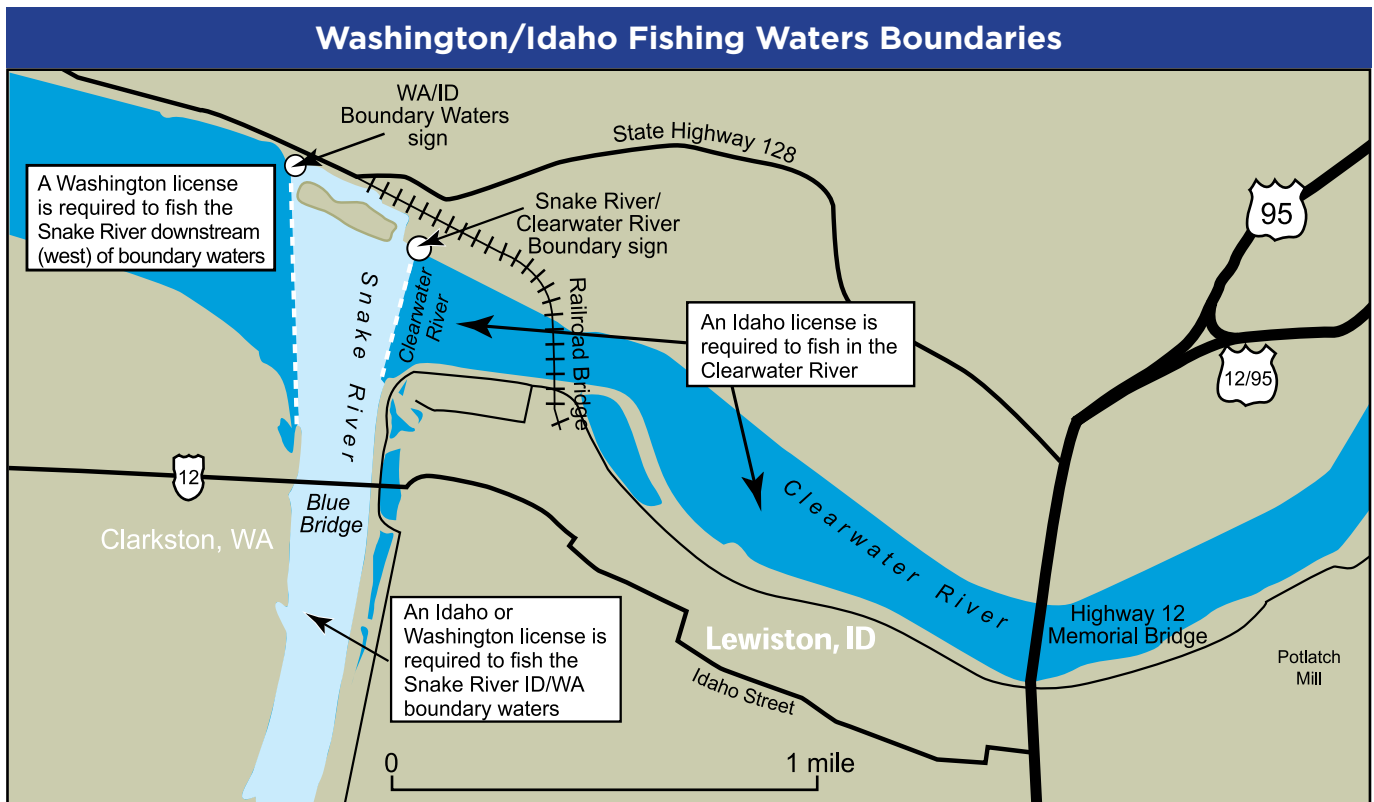 Washington/Idaho Fishing Waters Boundaries
WA/ID
Boundary Waters
sign
State Highway 128
A Washington license
is required to fish the
Snake River downstream
(west) of boundary waters
Snake River/
Clearwater River
Boundary sign
95
12/95
Snake River
Clearwater
River
Railroad Bridge
An Idaho license is
required to fish in the
Clearwater River
12
Blue
Bridge
Clarkston, WA
Clearwater River
An Idaho or
Washington license is
required to fish the
Snake River ID/WA
boundary waters
Lewiston, ID
Highway 12
Memorial Bridge
Potlatch
Mill
Idaho Street
0 1 mile